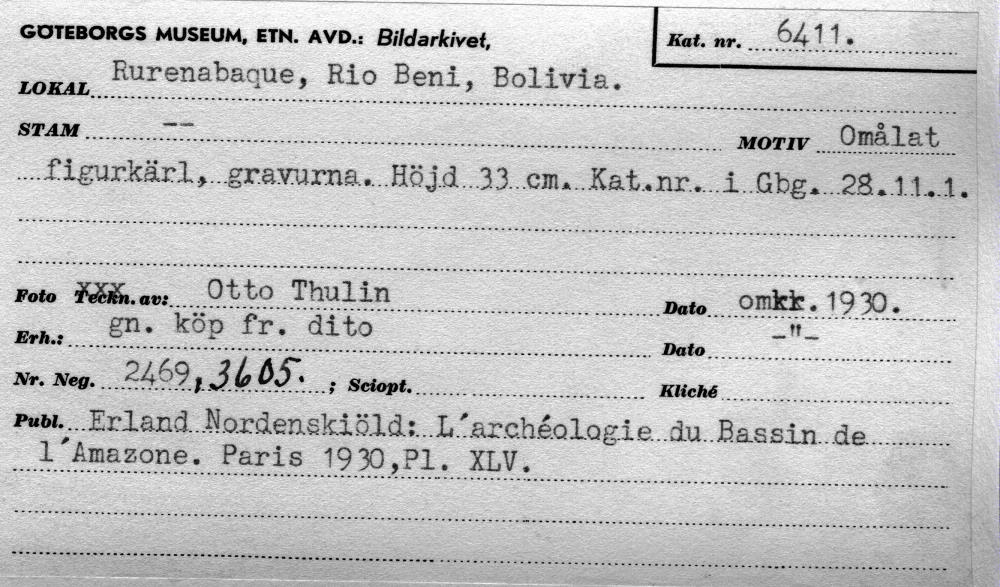 GÖTEBORGS MUSEUM, ETN. AVD.: Bildarkivet,
Kat. nr. 6411.
LOKAL Rurenabaque, Rio Beni, Bolivia.
STAM -- MOTIV Omålat
figurkärl, gravurna. Höjd 33 cm. Kat.nr. i Gbg. 28.11.1.
Foto Teckn. av: Otto Thulin Dato omkr. 1930.
Erh.: gn. köp fr. dito Dato -"-
Nr. Neg. 2469, 3605. ; Sciopt. Kliché
Publ. Erland Nordenskiöld: L´archéologie du Bassin de
l´Amazone. Paris 1930,Pl. XLV.